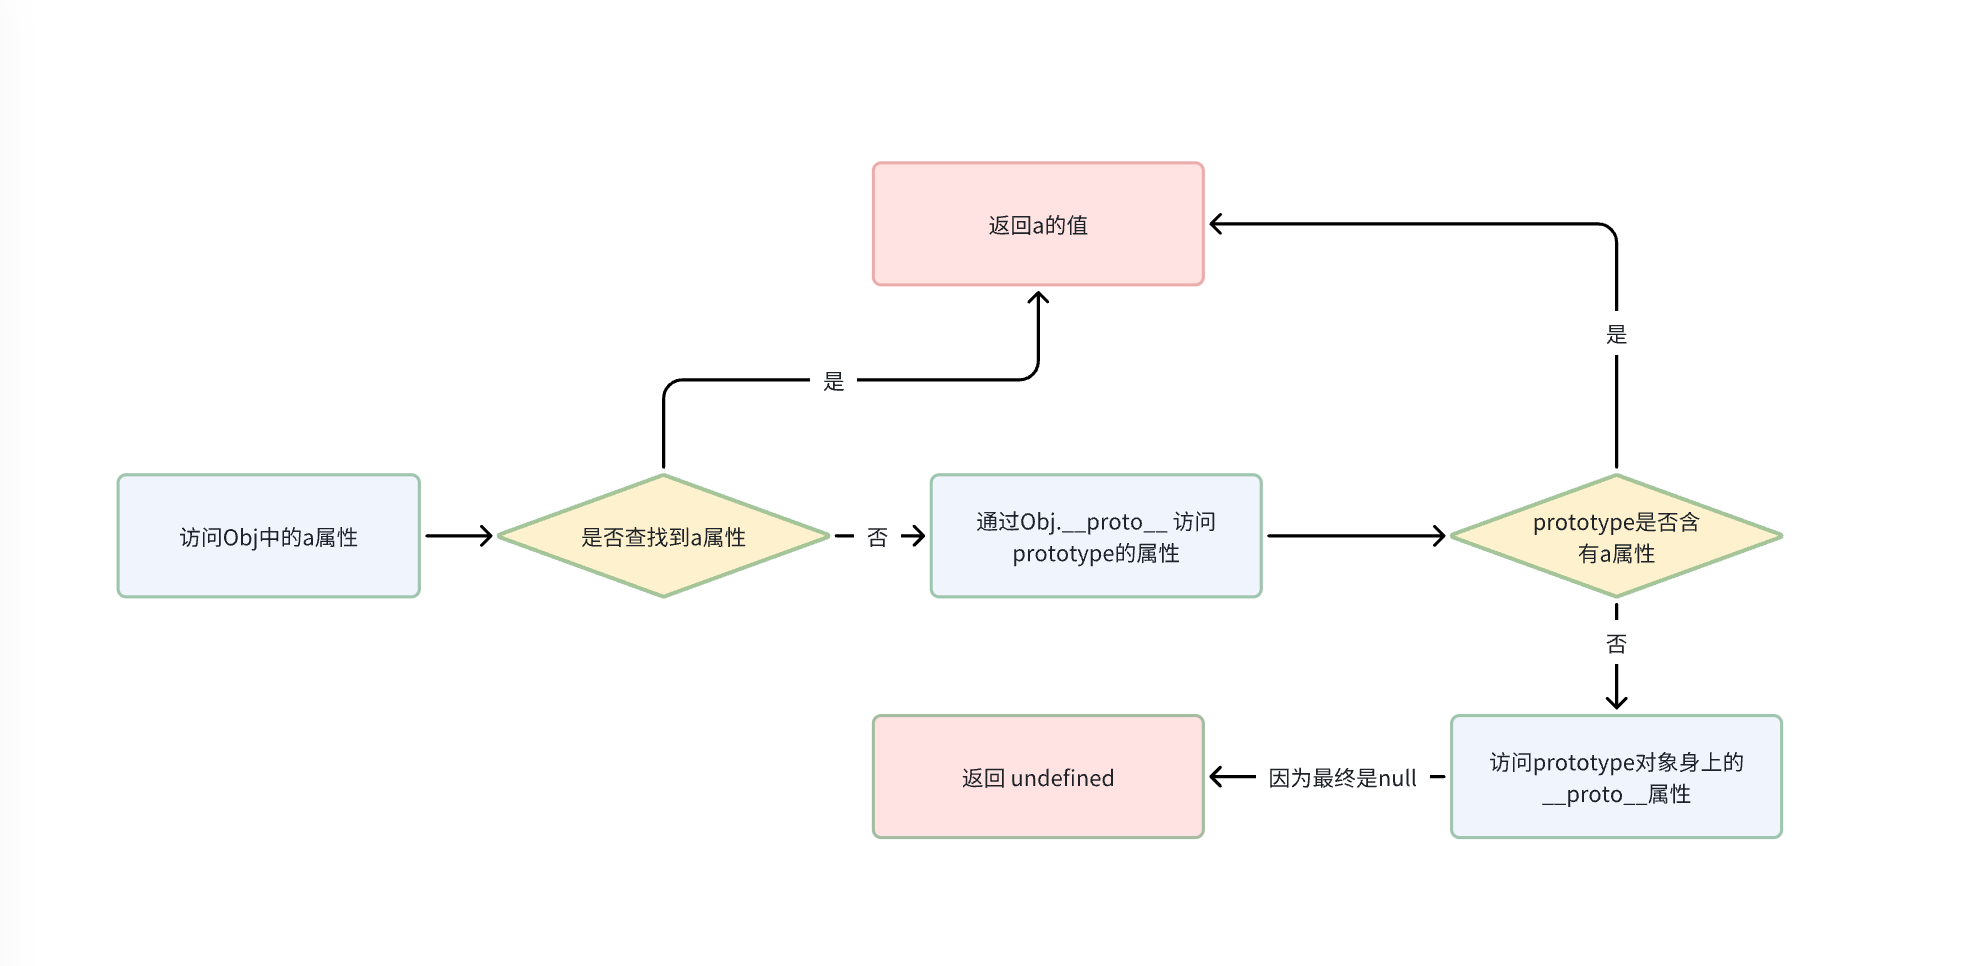 返回a的值
是
是
访问Obj中的a属性
是否查找到a属性
否
通过Obj.__proto__ 访问
prototype的属性
prototype是否含
有a属性
否
返回 undefined
因为最终是null
访问prototype对象身上的
__proto__属性